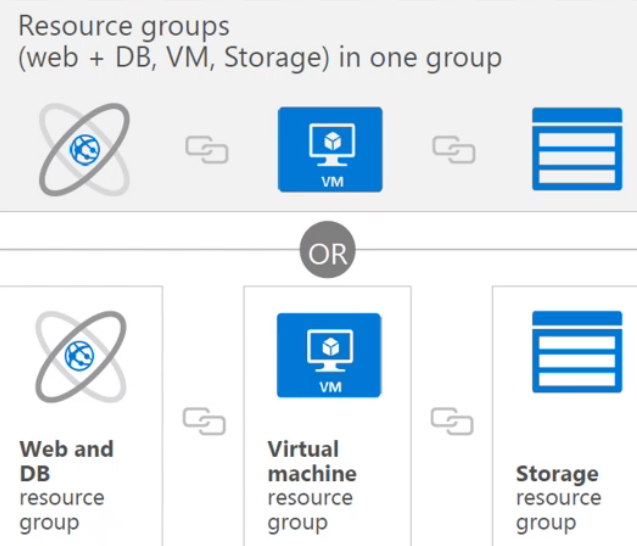 Resource groups
(web + DB, VM, Storage) in one group
VM
OR
VM
Web and
DB
resource
group
Virtual
machine
resource
group
Storage
resource
group